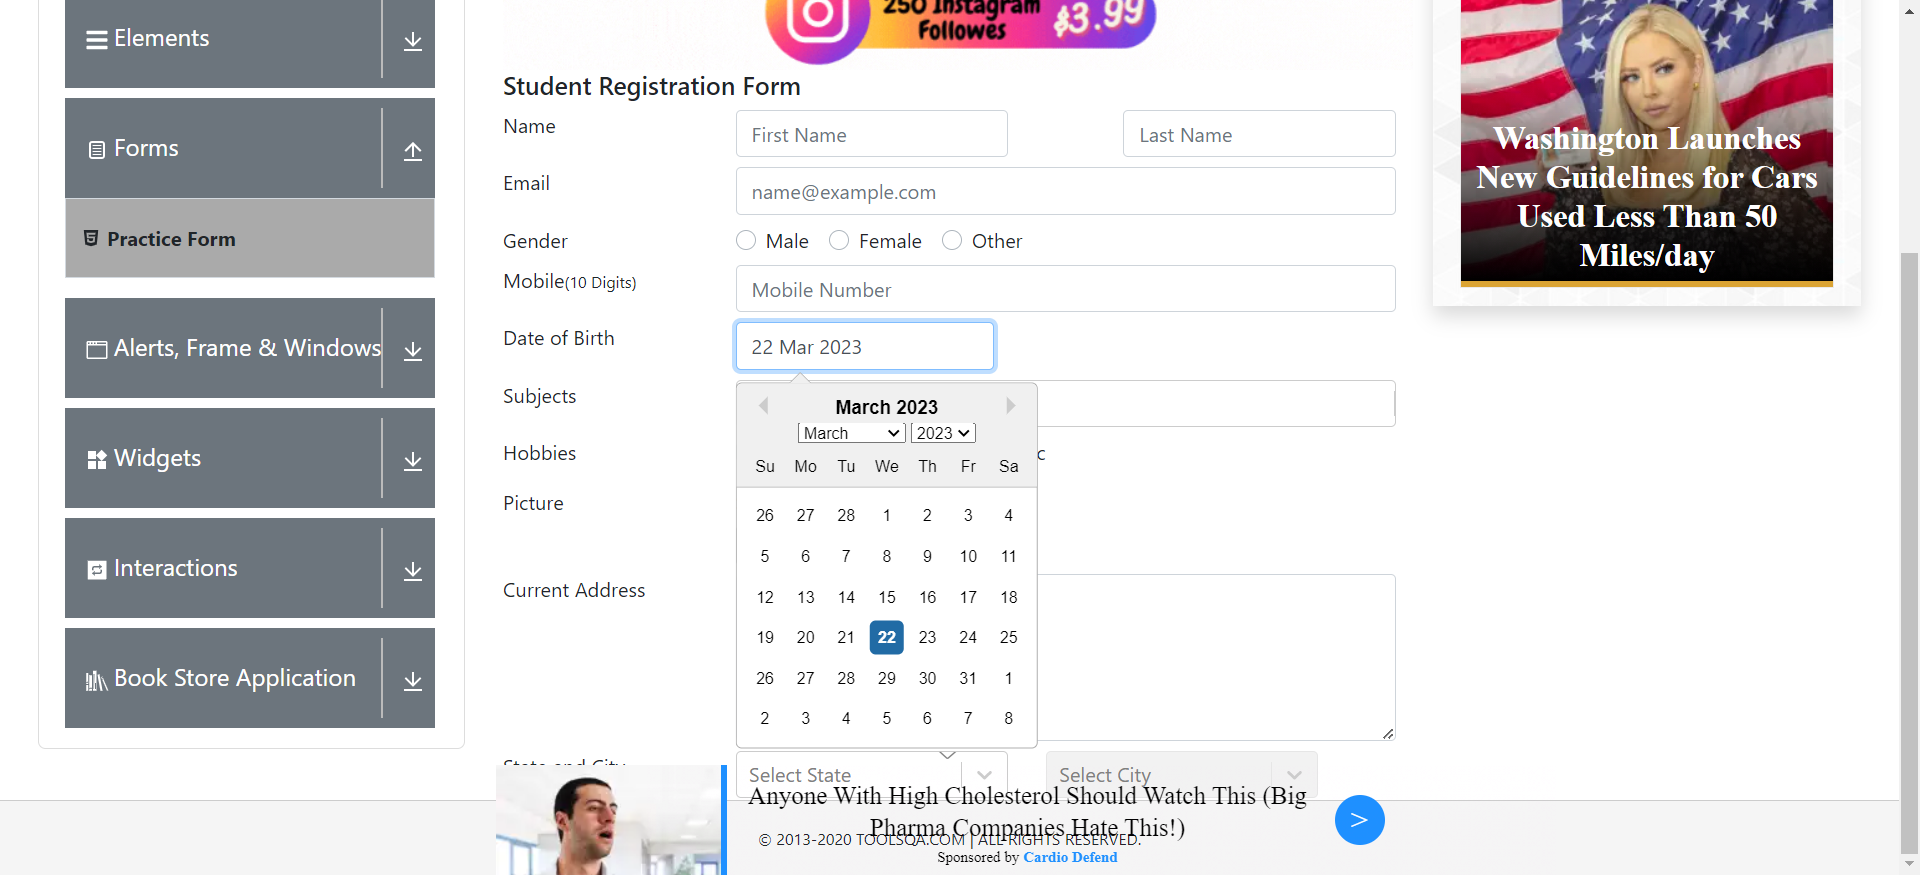 Elements
Forms
Practice Form
Alerts, Frame & Windows
Widgets
Interactions
Book Store Application
250 Instagram
Followes
$3.99
Student Registration Form
Name
First Name
Last Name
Email
name@example.com
Gender
Male
Female
Other
Mobile(10 Digits)
Mobile Number
Date of Birth
22 Mar 2023
Subjects
Hobbies
c
Picture
Current Address
March 2023
March 2023
Su Mo Tu We Th Fr Sa
26 27 28 1 2 3 4
5 6 7 8 9 10 11
12 13 14 15 16 17 18
19 20 21 22 23 24 25
26 27 28 29 30 31 1
2 3 4 5 6 7 8
State and City
Select State
Select City
Anyone With High Cholesterol Should Watch This (Big
Pharma Companies Hate This!)
>
© 2013-2020 TOOLSQA.COM | ALL RIGHTS RESERVED.
Sponsored by Cardio Defend
Washington Launches
New Guidelines for Cars
Used Less Than 50
Miles/day